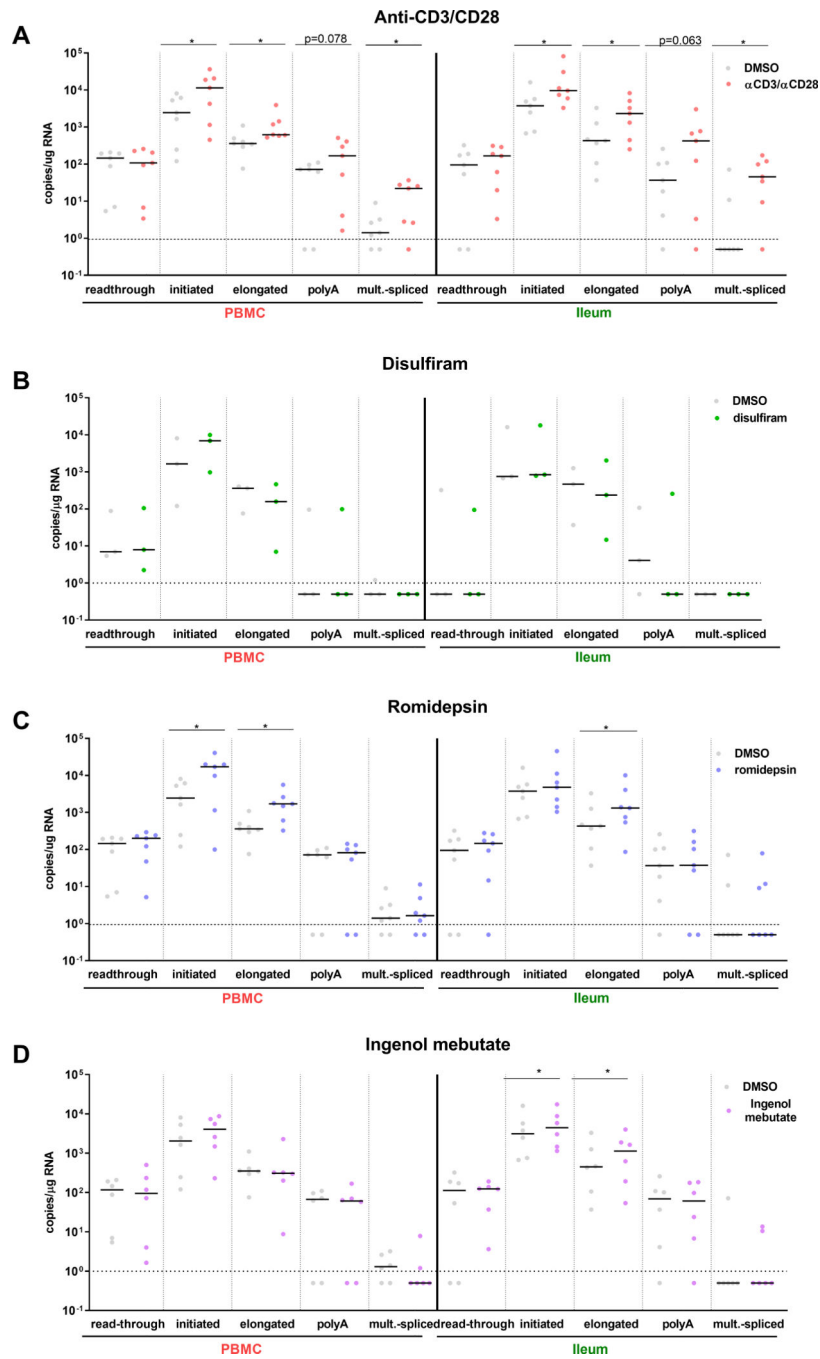 Anti-CD3/CD28
A
* * p=0.078 * * * p=0.063 *
DMSO
αCD3/αCD28
copies/ug RNA
10^5
10^4
10^3
10^2
10^1
10^0
10^-1
readthrough initiated elongated polyA mult.-spliced readthrough initiated elongated polyA mult.-spliced
PBMC Ileum
Disulfiram
B
DMSO
disulfiram
copies/µg RNA
10^5
10^4
10^3
10^2
10^1
10^0
10^-1
readthrough initiated elongated polyA mult.-spliced read-through initiated elongated polyA mult.-spliced
PBMC Ileum
Romidepsin
C
* * *
DMSO
romidepsin
copies/µg RNA
10^5
10^4
10^3
10^2
10^1
10^0
10^-1
readthrough initiated elongated polyA mult.-spliced readthrough initiated elongated polyA mult.-spliced
PBMC Ileum
Ingenol mebutate
D
* *
DMSO
Ingenol
mebutate
copies/µg RNA
10^5
10^4
10^3
10^2
10^1
10^0
10^-1
read-through initiated elongated polyA mult.-spliced read-through initiated elongated polyA mult.-spliced
PBMC Ileum